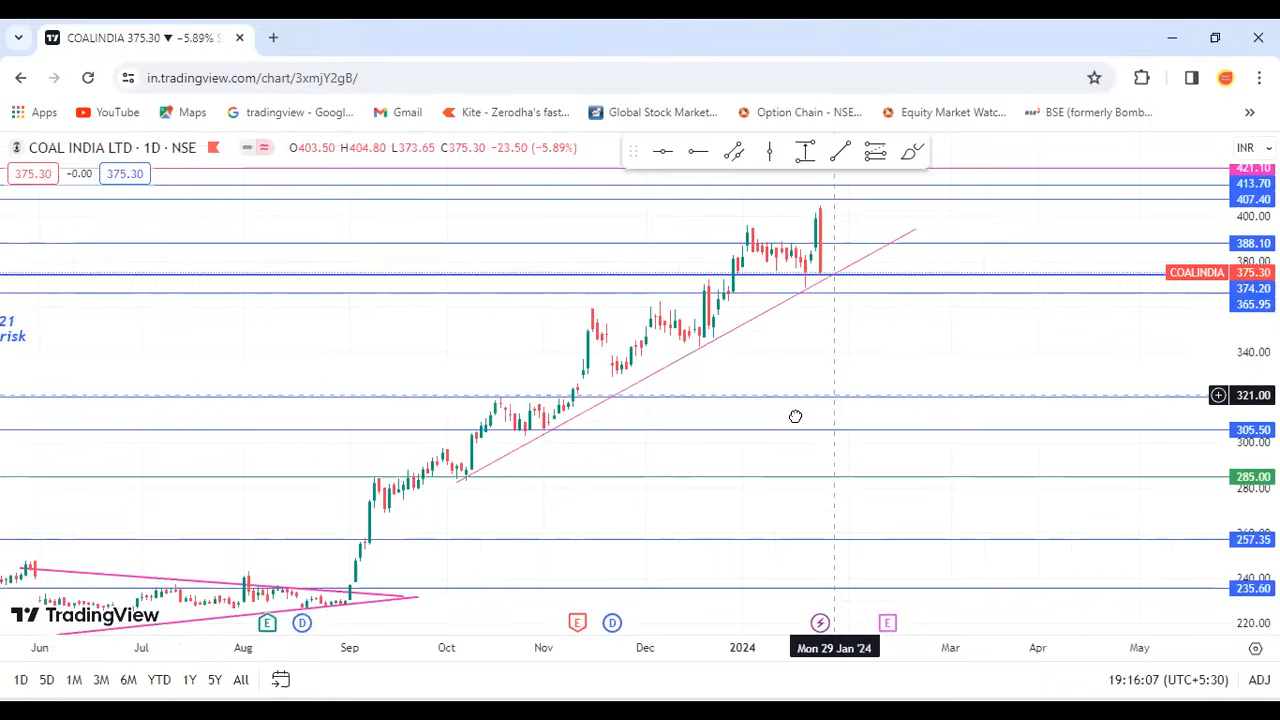 COALINDIA 375.30 ▼ −5.89% S
in.tradingview.com/chart/3xmjY2gB/
Apps YouTube Maps tradingview - Googl... Gmail Kite - Zerodha's fast... Global Stock Market... Option Chain - NSE... Equity Market Watc... BSE (formerly Bomb...
COAL INDIA LTD · 1D · NSE O403.50 H404.80 L373.65 C375.30 −23.50 (−5.89%) INR
375.30 −0.00 375.30
421.10
413.70
407.40
400.00
388.10
380.00
COALINDIA 375.30
374.20
365.95
21
risk
340.00
321.00
305.50
300.00
285.00
280.00
257.35
240.00
235.60
220.00
TradingView
E D E D E
Jun Jul Aug Sep Oct Nov Dec 2024 Mon 29 Jan '24 Mar Apr May
1D 5D 1M 3M 6M YTD 1Y 5Y All 19:16:07 (UTC+5:30) ADJ